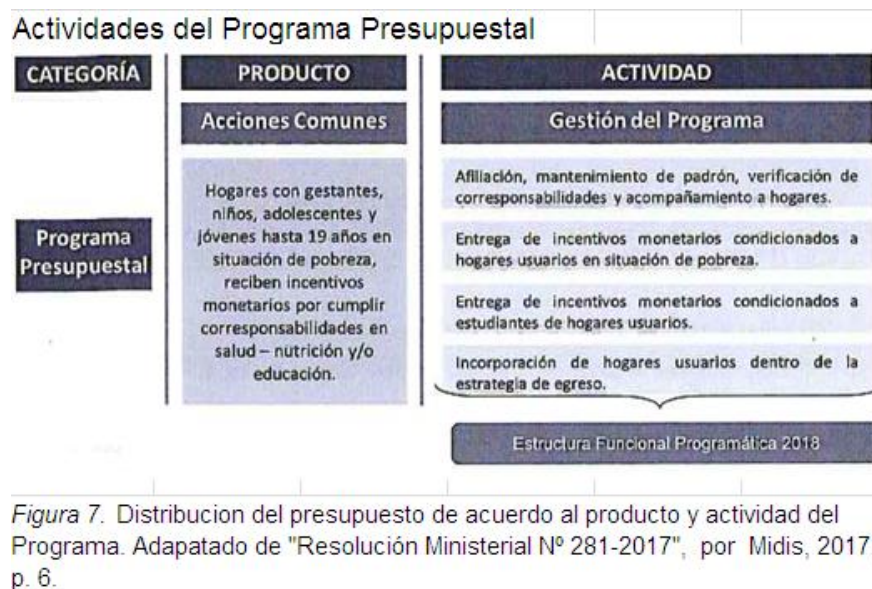 Actividades del Programa Presupuestal
CATEGORÍA
PRODUCTO
ACTIVIDAD
Acciones Comunes
Gestión del Programa
Programa
Presupuestal
Hogares con gestantes,
niños, adolescentes y
jóvenes hasta 19 años en
situación de pobreza,
reciben incentivos
monetarios por cumplir
corresponsabilidades en
salud – nutrición y/o
educación.
Afiliación, mantenimiento de padrón, verificación de
corresponsabilidades y acompañamiento a hogares.
Entrega de incentivos monetarios condicionados a
hogares usuarios en situación de pobreza.
Entrega de incentivos monetarios condicionados a
estudiantes de hogares usuarios.
Incorporación de hogares usuarios dentro de la
estrategia de egreso.
Estructura Funcional Programática 2018
Figura 7. Distribucion del presupuesto de acuerdo al producto y actividad del
Programa. Adapatado de "Resolución Ministerial Nº 281-2017", por Midis, 2017
p. 6.